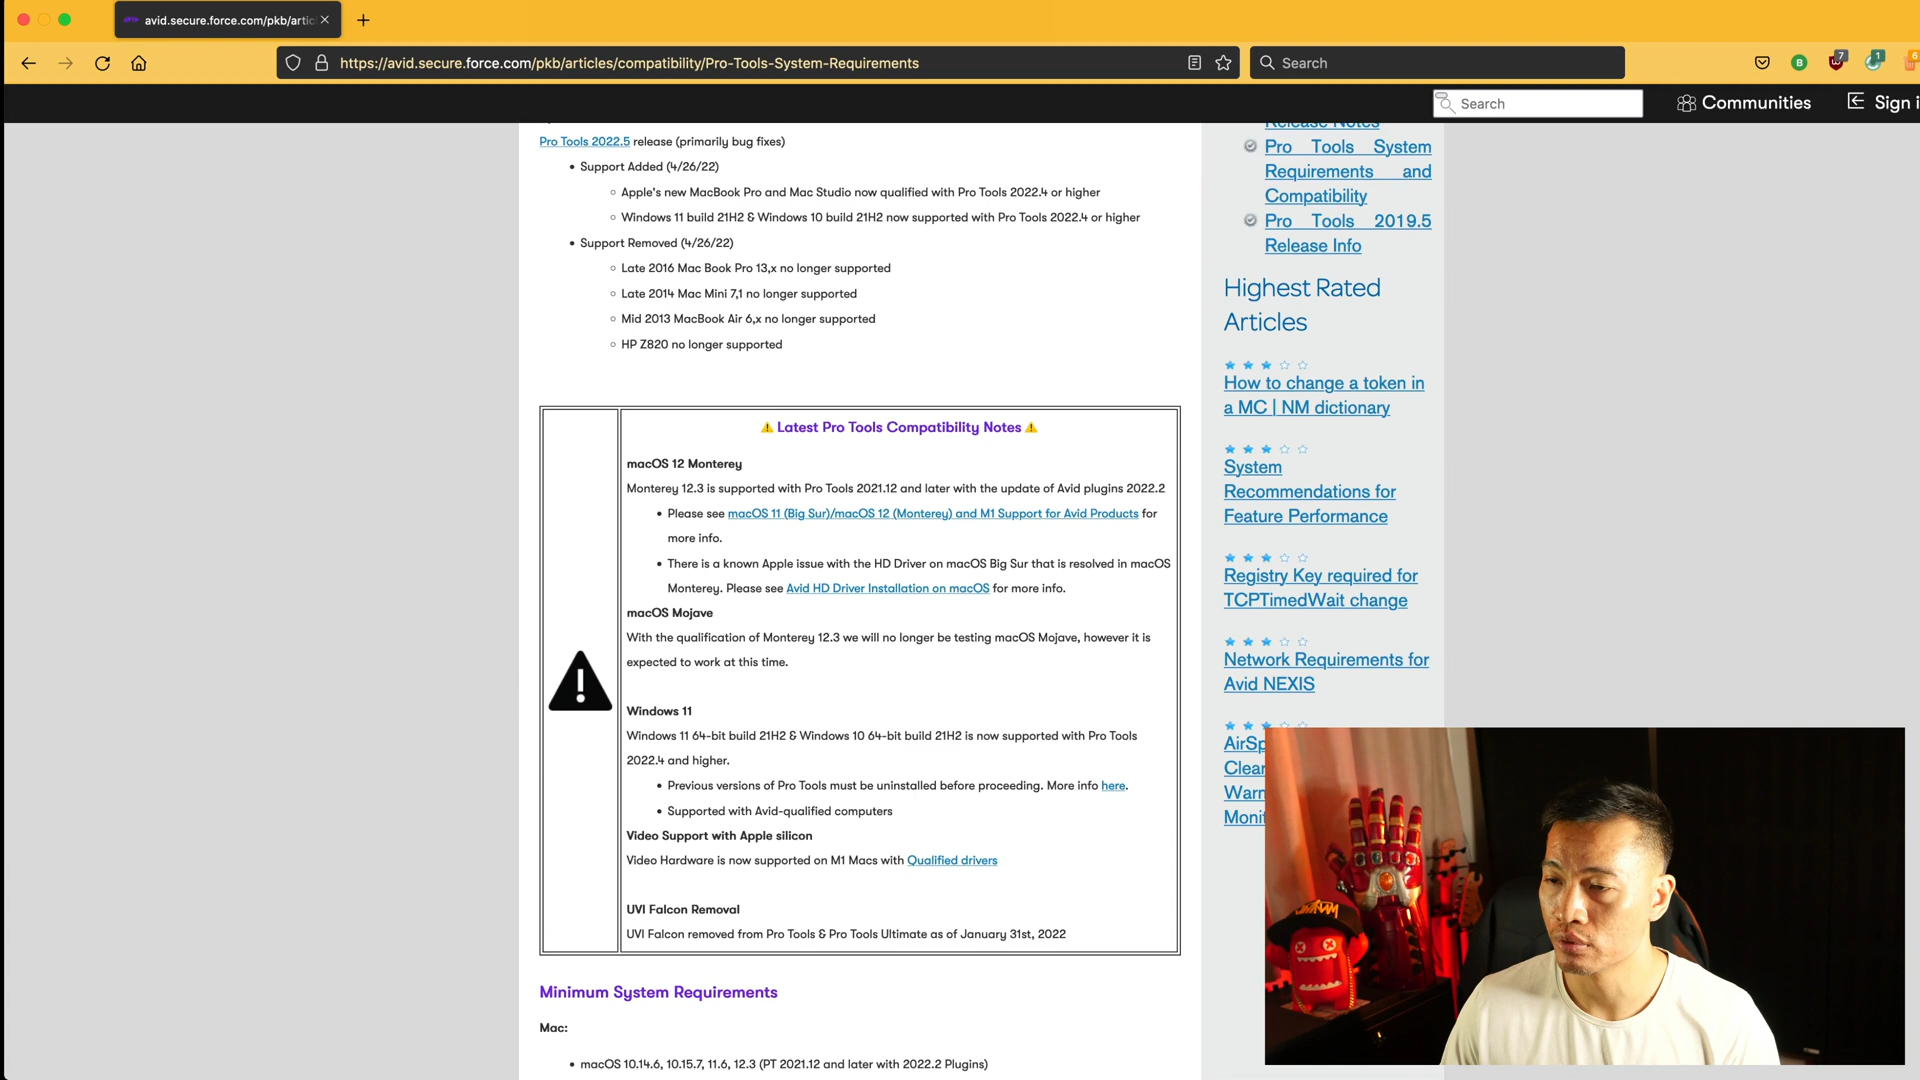 avid.secure.force.com/pkb/artic
https://avid.secure.force.com/pkb/articles/compatibility/Pro-Tools-System-Requirements
Search
B
7
1
6
Search
Communities
Sign i
Pro Tools 2022.5 release (primarily bug fixes)
• Support Added (4/26/22)
○ Apple's new MacBook Pro and Mac Studio now qualified with Pro Tools 2022.4 or higher
○ Windows 11 build 21H2 & Windows 10 build 21H2 now supported with Pro Tools 2022.4 or higher
• Support Removed (4/26/22)
○ Late 2016 Mac Book Pro 13,x no longer supported
○ Late 2014 Mac Mini 7,1 no longer supported
○ Mid 2013 MacBook Air 6,x no longer supported
○ HP Z820 no longer supported
⚠ Latest Pro Tools Compatibility Notes ⚠
macOS 12 Monterey
Monterey 12.3 is supported with Pro Tools 2021.12 and later with the update of Avid plugins 2022.2
• Please see macOS 11 (Big Sur)/macOS 12 (Monterey) and M1 Support for Avid Products for
more info.
• There is a known Apple issue with the HD Driver on macOS Big Sur that is resolved in macOS
Monterey. Please see Avid HD Driver Installation on macOS for more info.
macOS Mojave
With the qualification of Monterey 12.3 we will no longer be testing macOS Mojave, however it is
expected to work at this time.
Windows 11
Windows 11 64-bit build 21H2 & Windows 10 64-bit build 21H2 is now supported with Pro Tools
2022.4 and higher.
• Previous versions of Pro Tools must be uninstalled before proceeding. More info here.
• Supported with Avid-qualified computers
Video Support with Apple silicon
Video Hardware is now supported on M1 Macs with Qualified drivers
UVI Falcon Removal
UVI Falcon removed from Pro Tools & Pro Tools Ultimate as of January 31st, 2022
Minimum System Requirements
Mac:
• macOS 10.14.6, 10.15.7, 11.6, 12.3 (PT 2021.12 and later with 2022.2 Plugins)
Release Notes
Pro Tools System
Requirements and
Compatibility
Pro Tools 2019.5
Release Info
Highest Rated
Articles
How to change a token in
a MC | NM dictionary
System
Recommendations for
Feature Performance
Registry Key required for
TCPTimedWait change
Network Requirements for
Avid NEXIS
AirSp
Clear
Warn
Monit